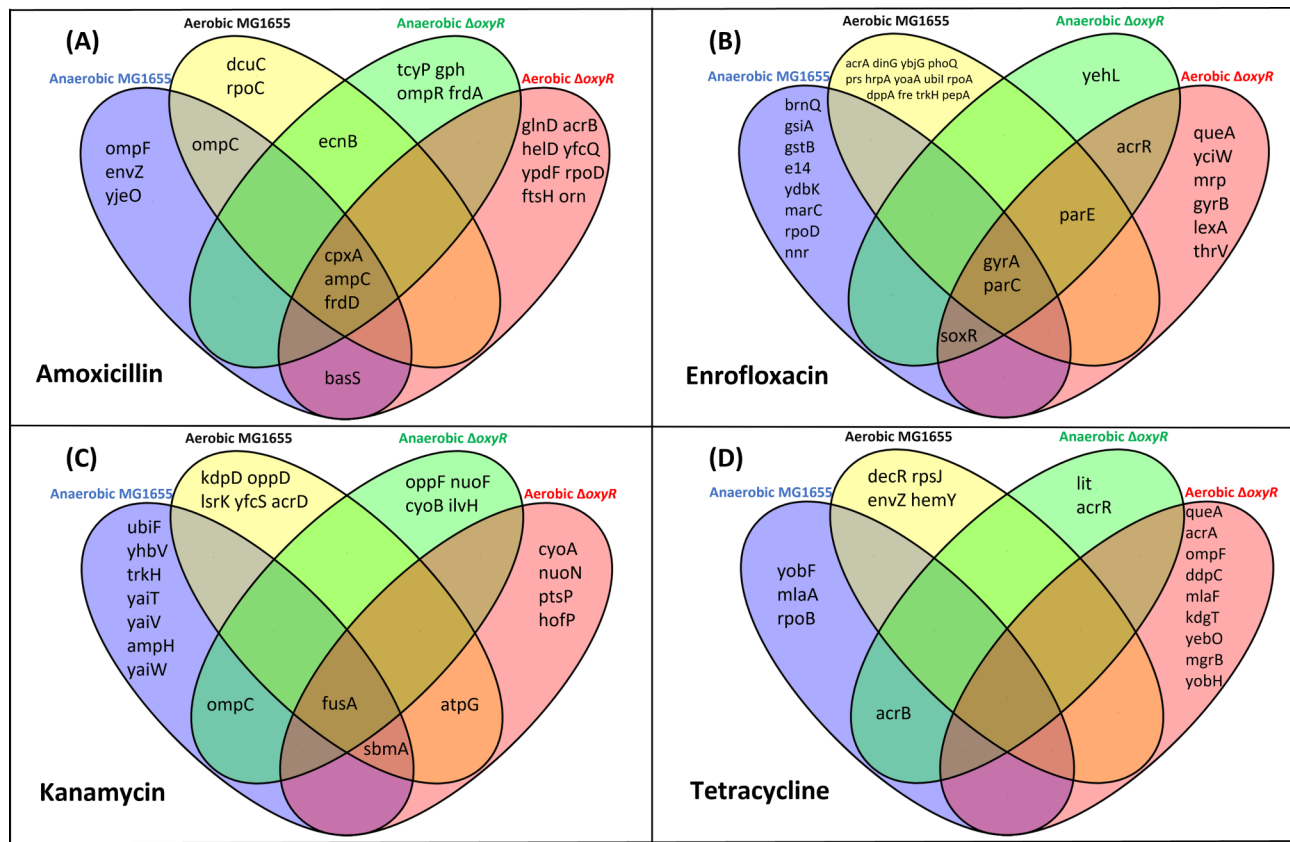 (A)
Aerobic MG1655
Anaerobic ΔoxyR
Anaerobic MG1655
Aerobic ΔoxyR
dcuC
rpoC
tcyP gph
ompR frdA
ompF
envZ
yjeO
ompC
ecnB
glnD acrB
helD yfcQ
ypdF rpoD
ftsH orn
cpxA
ampC
frdD
basS
Amoxicillin
(B)
Aerobic MG1655
Anaerobic ΔoxyR
Anaerobic MG1655
Aerobic ΔoxyR
acrA dinG ybjG phoQ
prs hrpA yoaA ubiI rpoA
dppA fre trkH pepA
yehL
brnQ
gsiA
gstB
e14
ydbK
marC
rpoD
nnr
acrR
queA
yciW
mrp
gyrB
lexA
thrV
parE
gyrA
parC
soxR
Enrofloxacin
(C)
Aerobic MG1655
Anaerobic ΔoxyR
Anaerobic MG1655
Aerobic ΔoxyR
kdpD oppD
lsrK yfcS acrD
oppF nuoF
cyoB ilvH
ubiF
yhbV
trkH
yaiT
yaiV
ampH
yaiW
cyoA
nuoN
ptsP
hofP
ompC
fusA
atpG
sbmA
Kanamycin
(D)
Aerobic MG1655
Anaerobic ΔoxyR
Anaerobic MG1655
Aerobic ΔoxyR
decR rpsJ
envZ hemY
lit
acrR
yobF
mlaA
rpoB
queA
acrA
ompF
ddpC
mlaF
kdgT
yebO
mgrB
yobH
acrB
Tetracycline